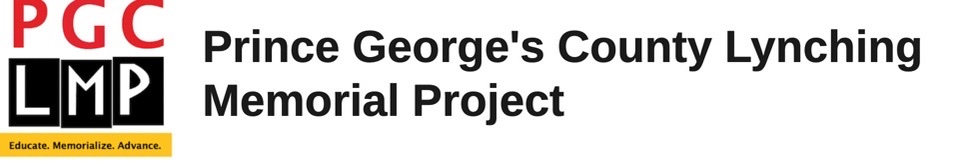 PGC
LMP
Educate. Memorialize. Advance.
Prince George's County Lynching
Memorial Project